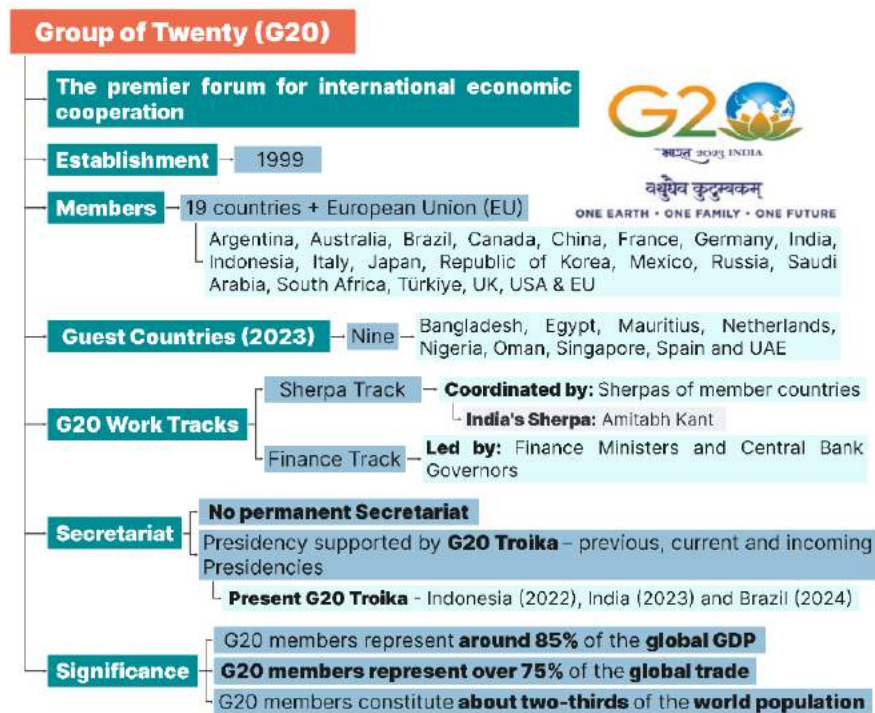 Group of Twenty (G20)
The premier forum for international economic
cooperation
G20
भारत 2023 INDIA
वसुधैव कुटुम्बकम्
ONE EARTH • ONE FAMILY • ONE FUTURE
Establishment
1999
Members
19 countries + European Union (EU)
Argentina, Australia, Brazil, Canada, China, France, Germany, India,
Indonesia, Italy, Japan, Republic of Korea, Mexico, Russia, Saudi
Arabia, South Africa, Türkiye, UK, USA & EU
Guest Countries (2023)
Nine
Bangladesh, Egypt, Mauritius, Netherlands,
Nigeria, Oman, Singapore, Spain and UAE
G20 Work Tracks
Sherpa Track
Coordinated by: Sherpas of member countries
India's Sherpa: Amitabh Kant
Finance Track
Led by: Finance Ministers and Central Bank
Governors
Secretariat
No permanent Secretariat
Presidency supported by G20 Troika – previous, current and incoming
Presidencies
Present G20 Troika - Indonesia (2022), India (2023) and Brazil (2024)
Significance
G20 members represent around 85% of the global GDP
G20 members represent over 75% of the global trade
G20 members constitute about two-thirds of the world population